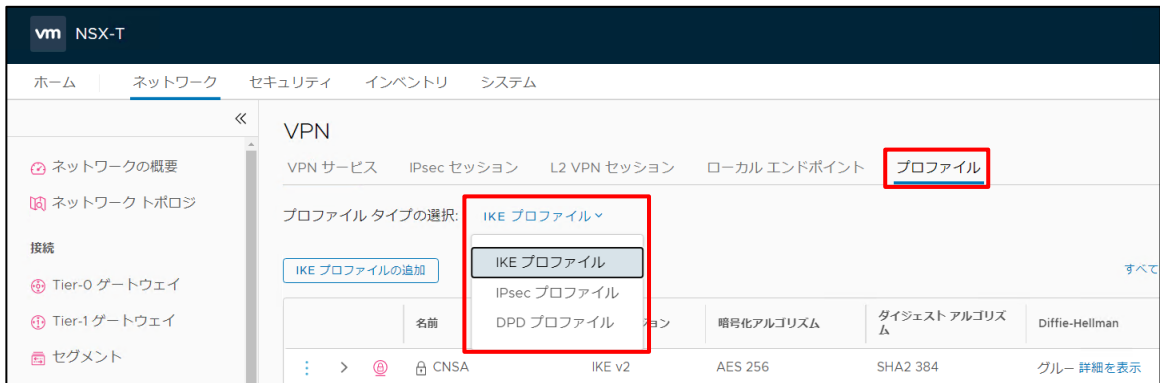 vm NSX-T
ホーム ネットワーク セキュリティ インベントリ システム
«
VPN
ネットワークの概要
VPN サービス IPsec セッション L2 VPN セッション ローカル エンドポイント プロファイル
ネットワーク トポロジ
プロファイル タイプの選択: IKE プロファイル
接続
IKE プロファイルの追加
IKE プロファイル
すべて
IPsec プロファイル
DPD プロファイル
Tier-0 ゲートウェイ
Tier-1 ゲートウェイ
名前 ョン 暗号化アルゴリズム ダイジェスト アルゴリズ
ム Diffie-Hellman
セグメント
CNSA IKE v2 AES 256 SHA2 384 グルー 詳細を表示